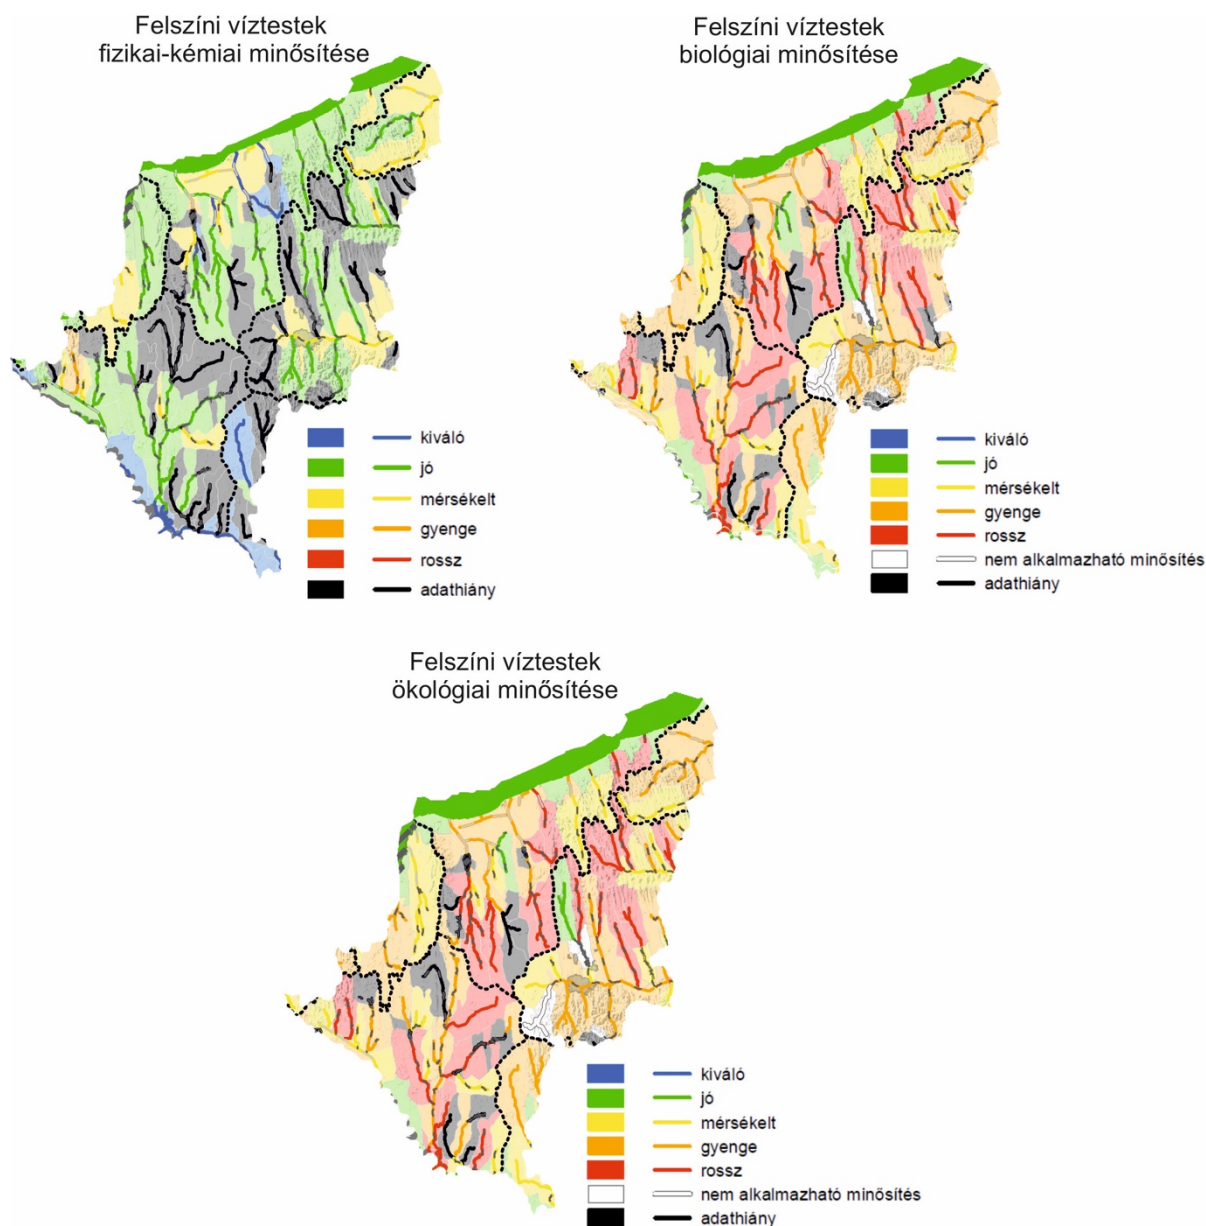 Felszíni víztestek
fizikai-kémiai minősítése
kiváló
jó
mérsékelt
gyenge
rossz
adathiány
Felszíni víztestek
biológiai minősítése
kiváló
jó
mérsékelt
gyenge
rossz
nem alkalmazható minősítés
adathiány
Felszíni víztestek
ökológiai minősítése
kiváló
jó
mérsékelt
gyenge
rossz
nem alkalmazható minősítés
adathiány